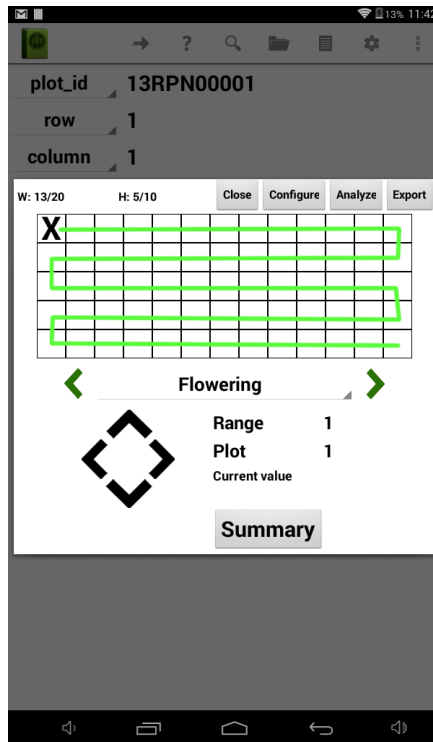 13% 11:42
plot_id 13RPN00001
row 1
column 1
W: 13/20 H: 5/10 Close Configure Analyze Export
X
Flowering
Range 1
Plot 1
Current value
Summary